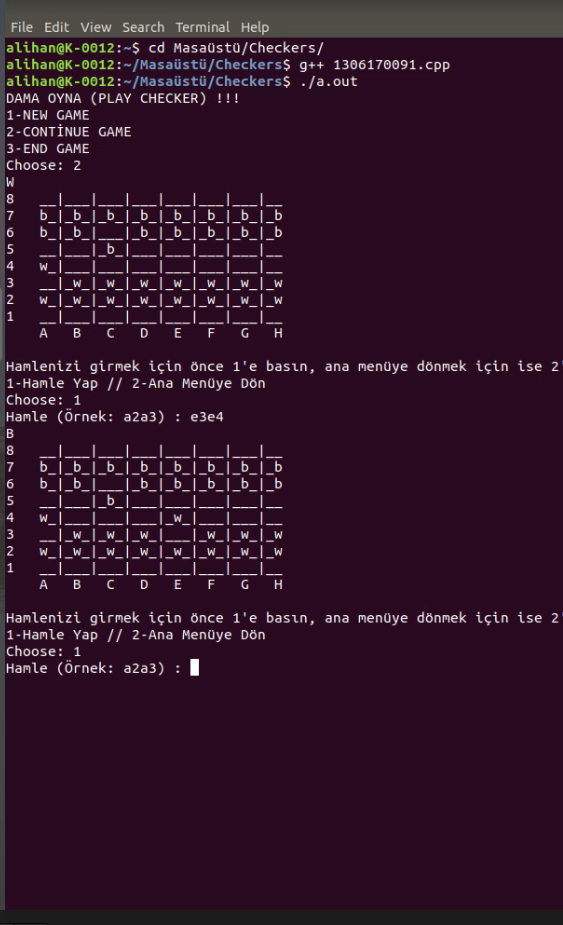 File Edit View Search Terminal Help
alihan@K-0012:~$ cd Masaüstü/Checkers/
alihan@K-0012:~/Masaüstü/Checkers$ g++ 1306170091.cpp
alihan@K-0012:~/Masaüstü/Checkers$ ./a.out
DAMA OYNA (PLAY CHECKER) !!!
1-NEW GAME
2-CONTİNUE GAME
3-END GAME
Choose: 2
W
8   __|___|___|___|___|___|___|__
7   b_|_b_|_b_|_b_|_b_|_b_|_b_|_b
6   b_|_b_|___|_b_|_b_|_b_|_b_|_b
5   __|___|_b_|___|___|___|___|__
4   w_|___|___|___|___|___|___|__
3   __|_w_|_w_|_w_|_w_|_w_|_w_|_w
2   w_|_w_|_w_|_w_|_w_|_w_|_w_|_w
1   __|___|___|___|___|___|___|__
    A   B   C   D   E   F   G   H
Hamlenizi girmek için önce 1'e basın, ana menüye dönmek için ise 2'
1-Hamle Yap // 2-Ana Menüye Dön
Choose: 1
Hamle (Örnek: a2a3) : e3e4
B
8   __|___|___|___|___|___|___|__
7   b_|_b_|_b_|_b_|_b_|_b_|_b_|_b
6   b_|_b_|___|_b_|_b_|_b_|_b_|_b
5   __|___|_b_|___|___|___|___|__
4   w_|___|___|___|_w_|___|___|__
3   __|_w_|_w_|_w_|___|_w_|_w_|_w
2   w_|_w_|_w_|_w_|_w_|_w_|_w_|_w
1   __|___|___|___|___|___|___|__
    A   B   C   D   E   F   G   H
Hamlenizi girmek için önce 1'e basın, ana menüye dönmek için ise 2'
1-Hamle Yap // 2-Ana Menüye Dön
Choose: 1
Hamle (Örnek: a2a3) :